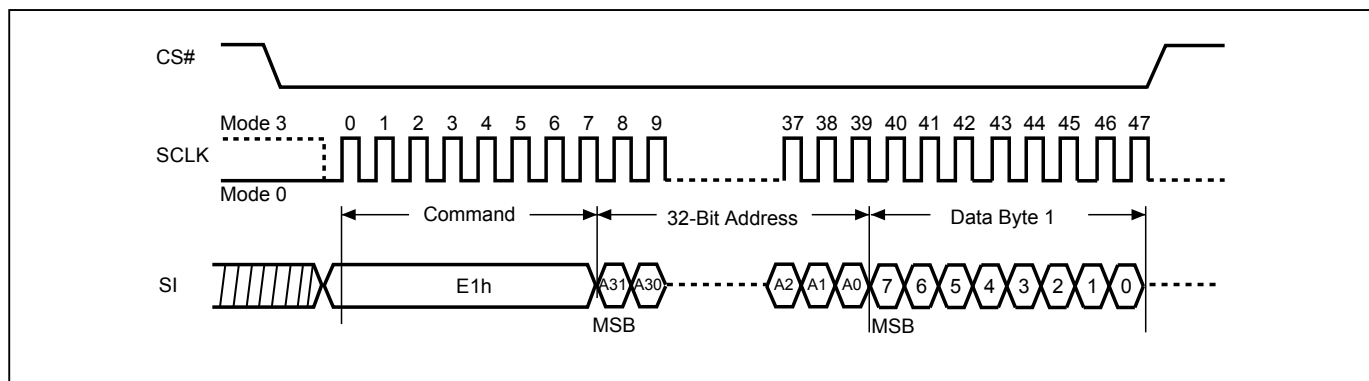 CS#
Mode 3
0 1 2 3 4 5 6 7 8 9 37 38 39 40 41 42 43 44 45 46 47
SCLK
Mode 0
Command 32-Bit Address Data Byte 1
SI E1h A31 A30 A2 A1 A0 7 6 5 4 3 2 1 0
MSB MSB